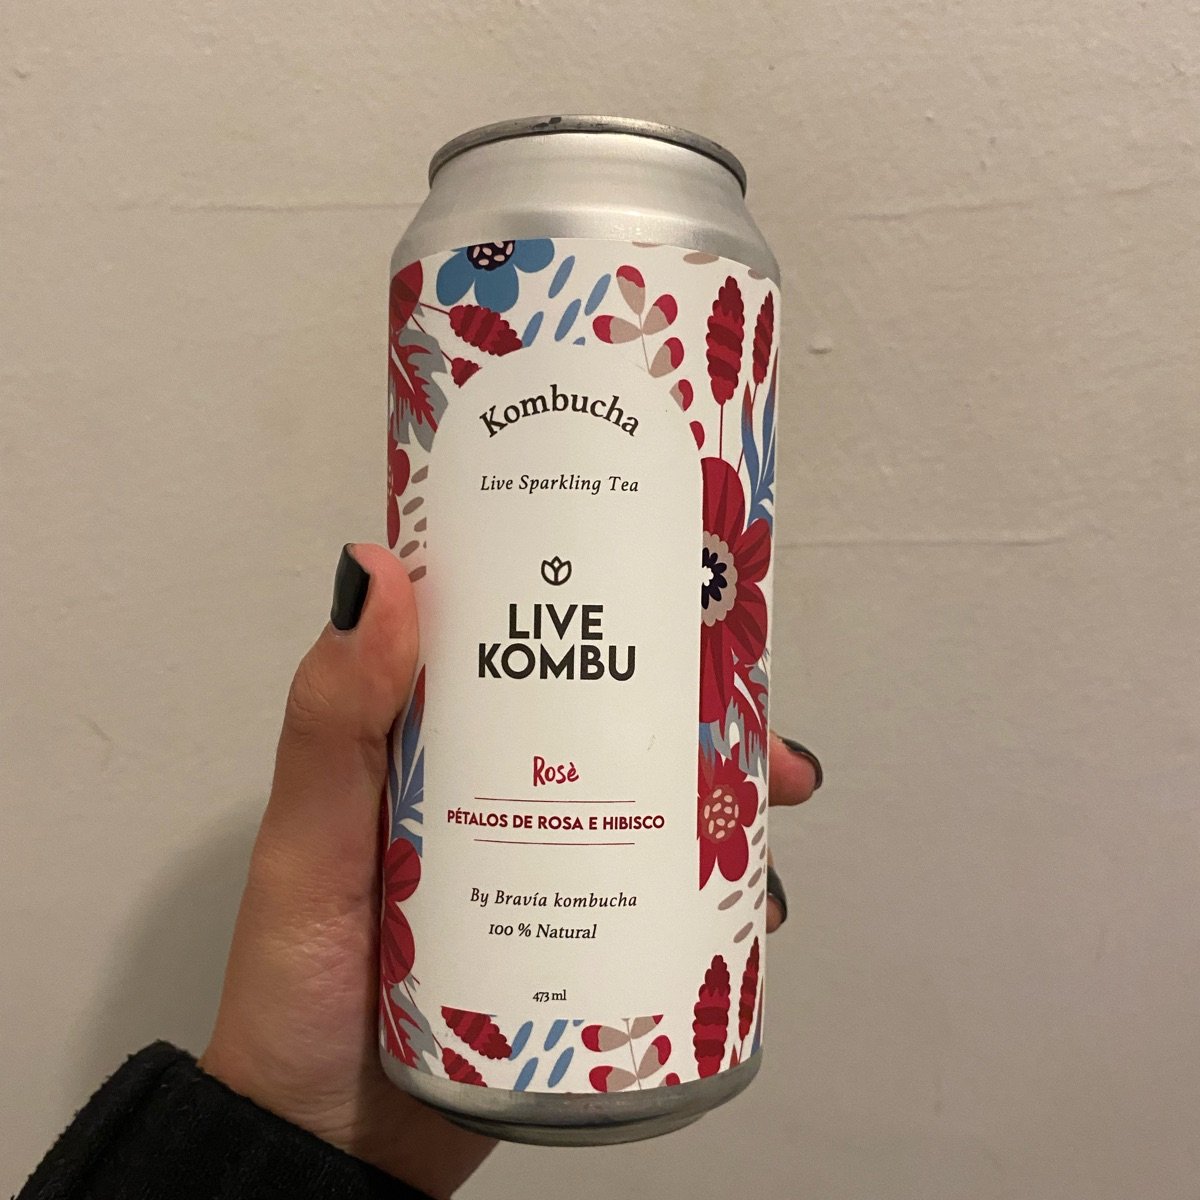 Kombucha
Live Sparkling Tea
LIVE
KOMBU
Rosè
PÉTALOS DE ROSA E HIBISCO
By Bravía kombucha
100 % Natural
473 ml